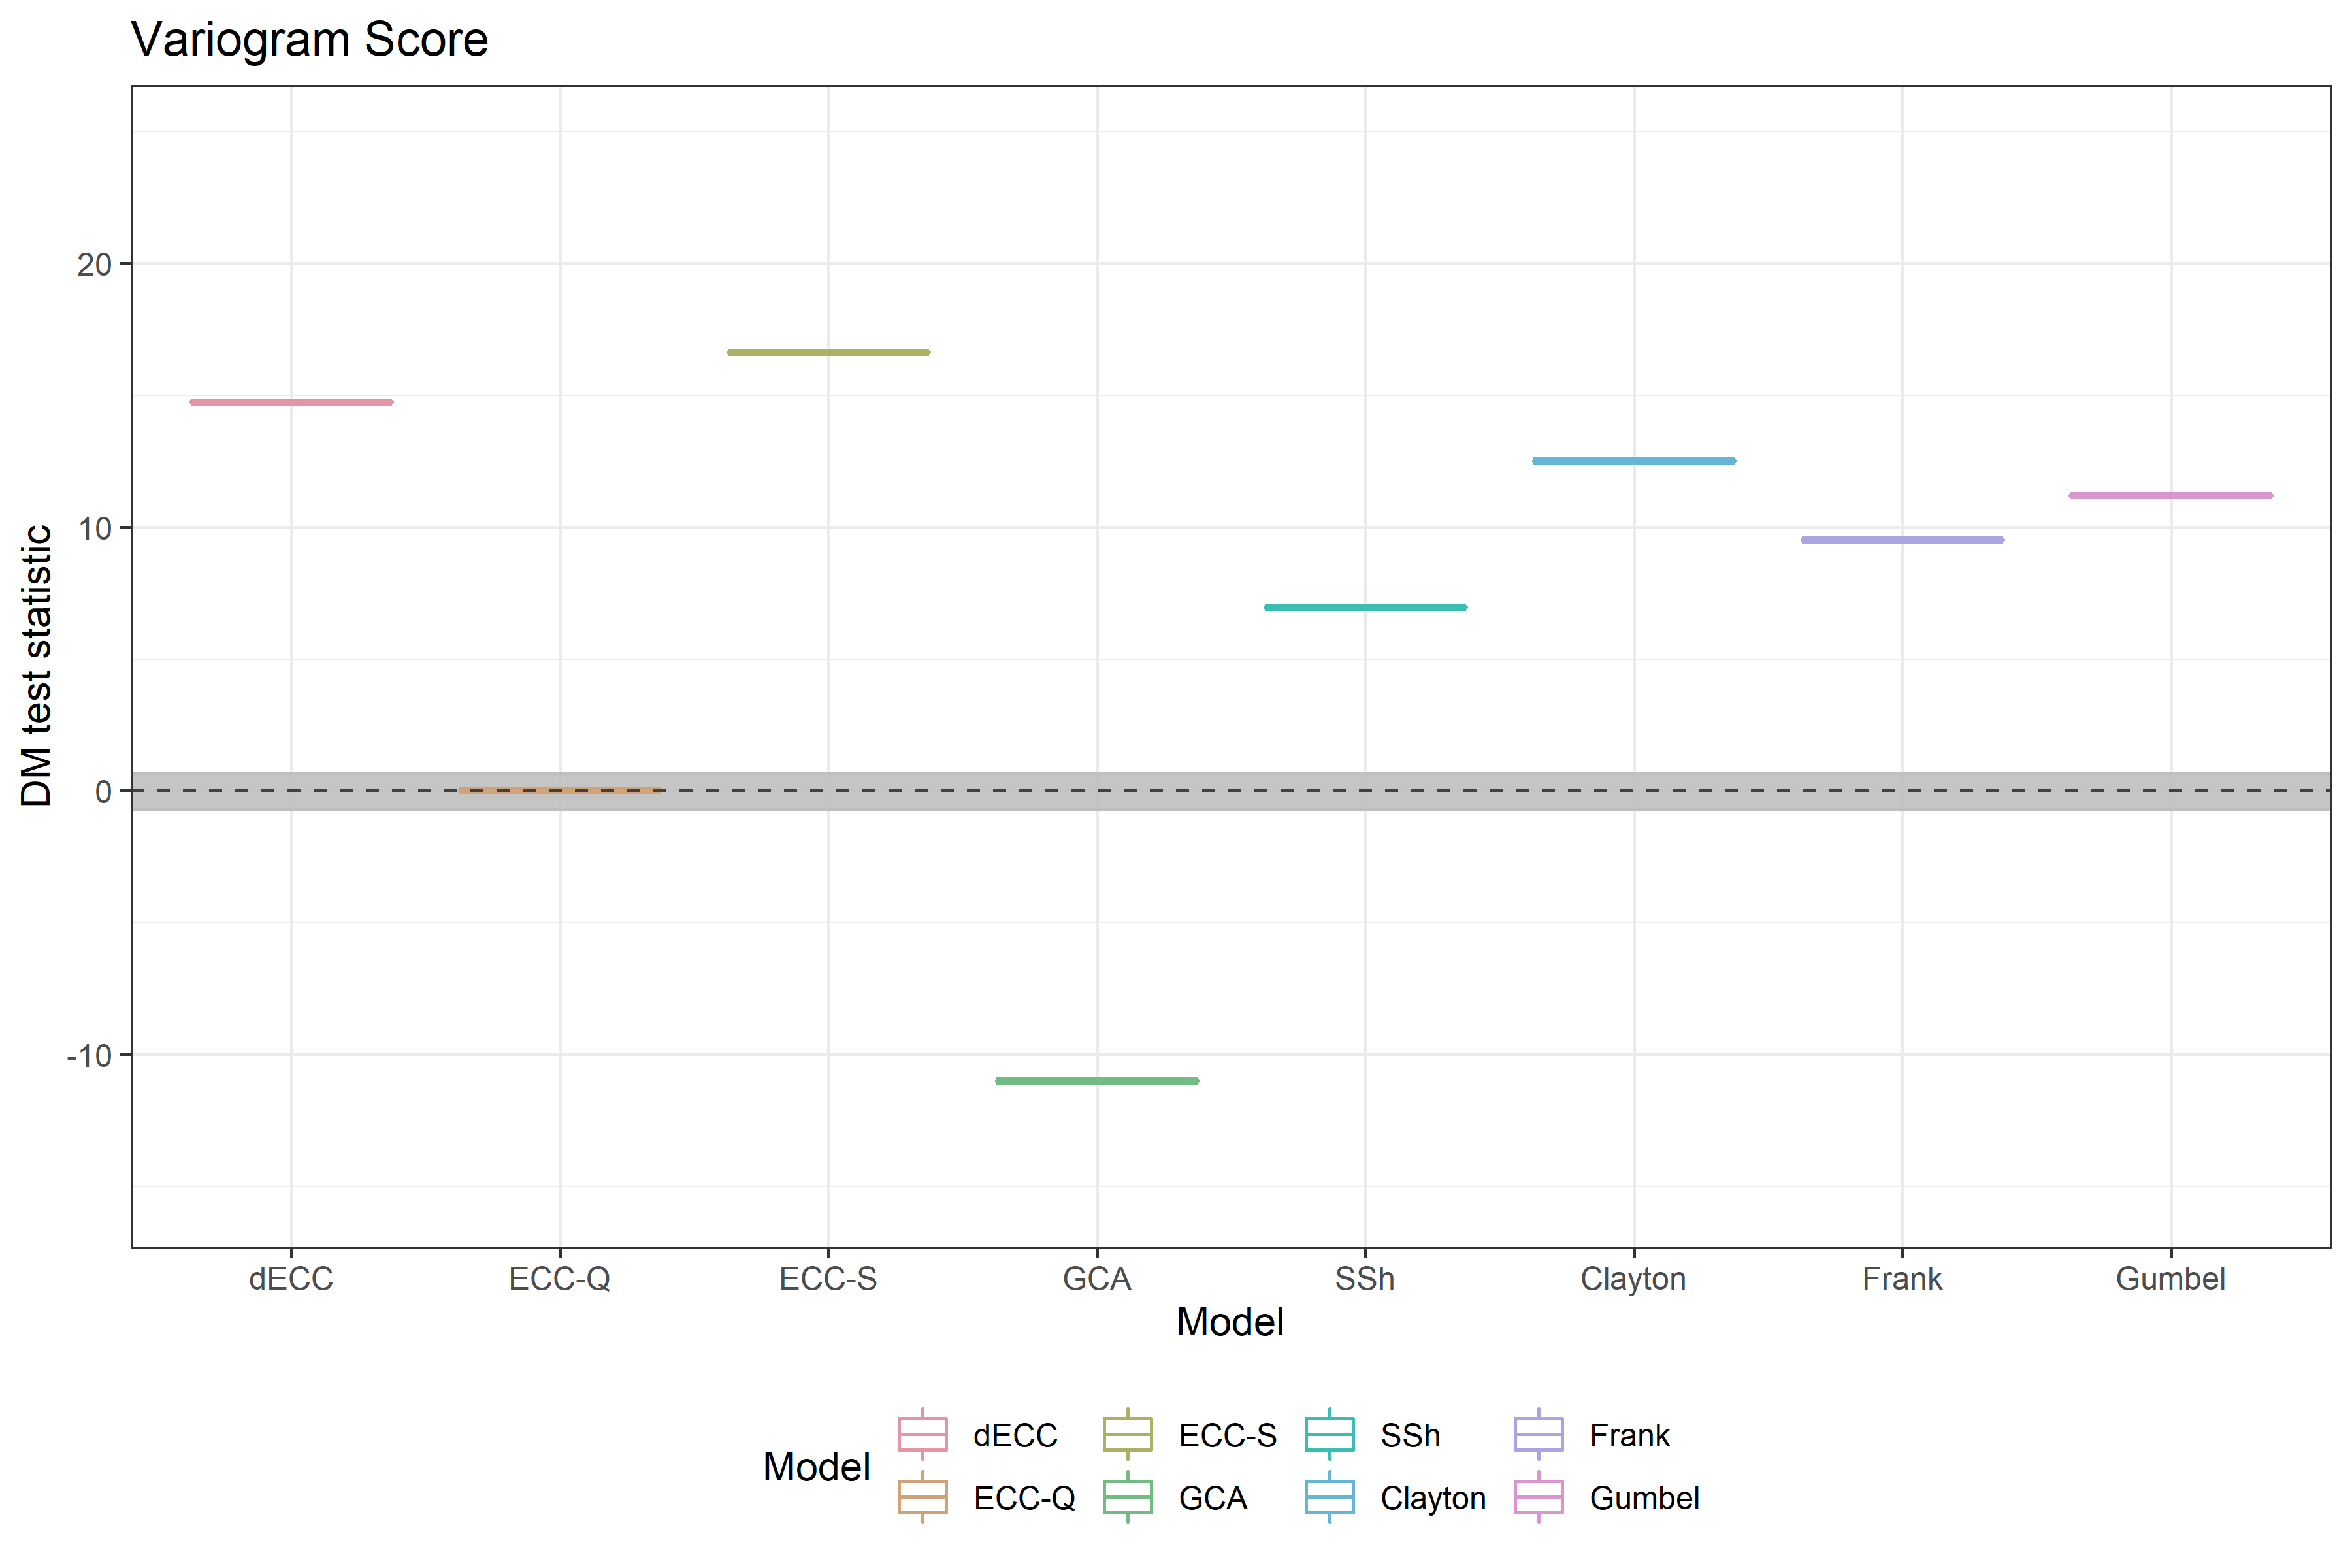 Variogram Score
DM test statistic
20
10
0
-10
dECC ECC-Q ECC-S GCA SSh Clayton Frank Gumbel
Model
Model
dECC ECC-S SSh Frank
ECC-Q GCA Clayton Gumbel